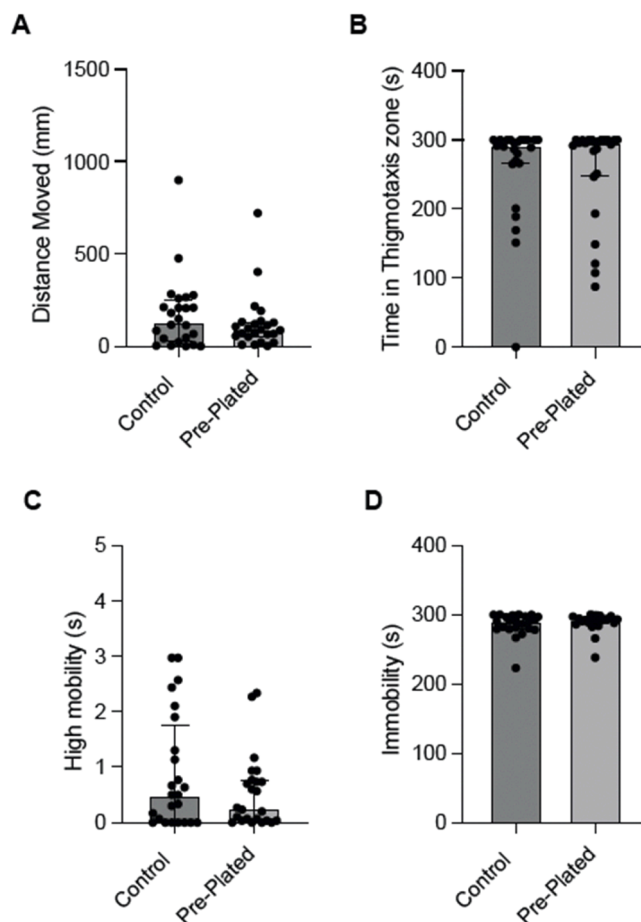 A
Distance Moved (mm)
1500
1000
500
0
Control
Pre-Plated
B
Time in Thigmotaxis zone (s)
400
300
200
100
0
Control
Pre-Plated
C
High mobility (s)
5
4
3
2
1
0
Control
Pre-Plated
D
Immobility (s)
400
300
200
100
0
Control
Pre-Plated